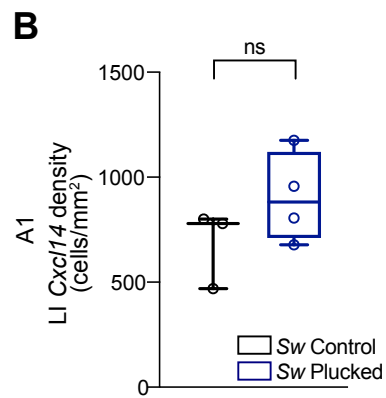 B
ns
1500
1000
500
0
A1
LI Cxcl14 density
(cells/mm²)
Sw Control
Sw Plucked